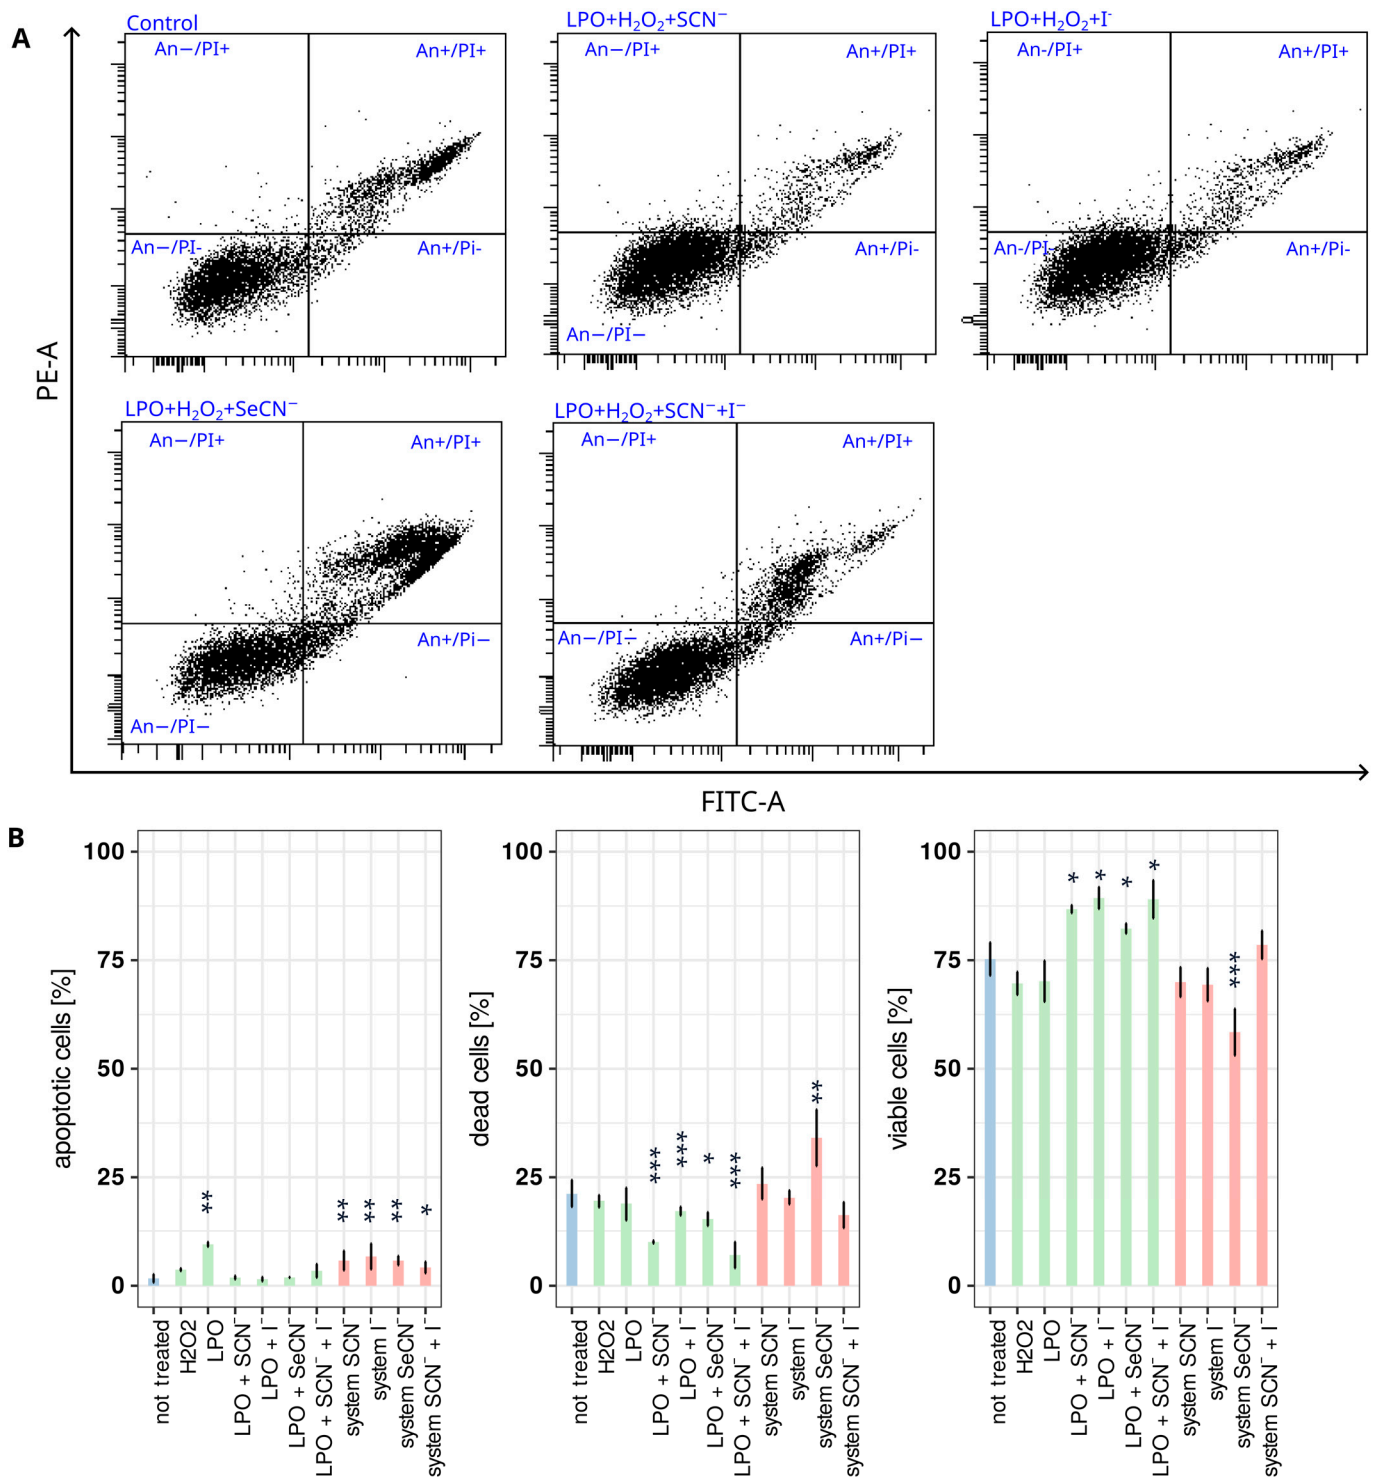 A
Control
An−/PI+
An+/PI+
An−/PI-
An+/Pi-
LPO+H₂O₂+SCN⁻
An−/PI+
An+/PI+
An+/Pi-
An−/PI−
LPO+H₂O₂+I⁻
An-/PI+
An+/PI+
An-/PI-
An+/Pi-
PE-A
LPO+H₂O₂+SeCN⁻
An−/PI+
An+/PI+
An+/Pi−
An−/PI−
LPO+H₂O₂+SCN⁻+I⁻
An−/PI+
An+/PI+
An−/PI−
An+/Pi−
FITC-A
B
apoptotic cells [%]
100
75
50
25
0
**
**
**
**
*
not treated
H2O2
LPO
LPO + SCN⁻
LPO + I⁻
LPO + SeCN⁻
LPO + SCN⁻ + I⁻
system SCN⁻
system I⁻
system SeCN⁻
system SCN⁻ + I⁻
dead cells [%]
100
75
50
25
0
***
***
*
***
**
not treated
H2O2
LPO
LPO + SCN⁻
LPO + I⁻
LPO + SeCN⁻
LPO + SCN⁻ + I⁻
system SCN⁻
system I⁻
system SeCN⁻
system SCN⁻ + I⁻
viable cells [%]
100
75
50
25
0
*
*
*
*
***
not treated
H2O2
LPO
LPO + SCN⁻
LPO + I⁻
LPO + SeCN⁻
LPO + SCN⁻ + I⁻
system SCN⁻
system I⁻
system SeCN⁻
system SCN⁻ + I⁻